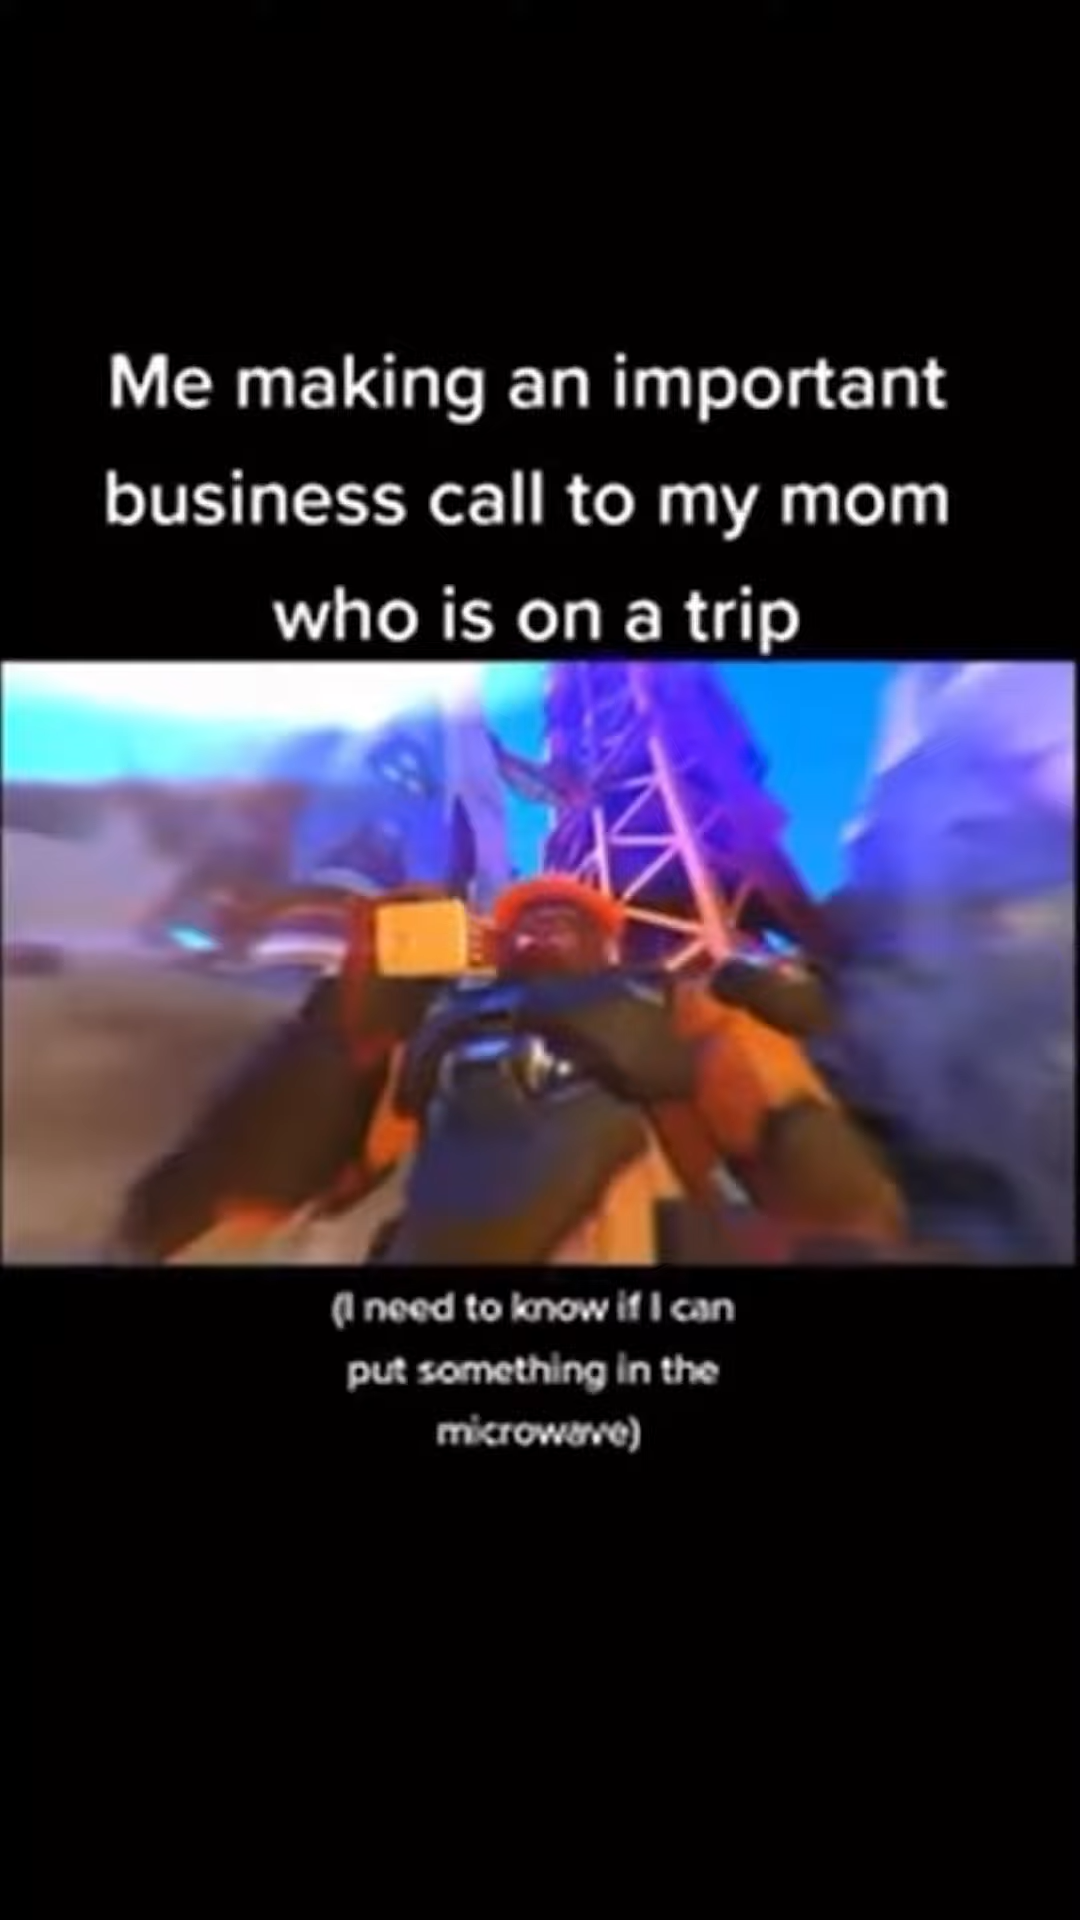 Me making an important
business call to my mom
who is on a trip
(I need to know if I can
put something in the
microwave)